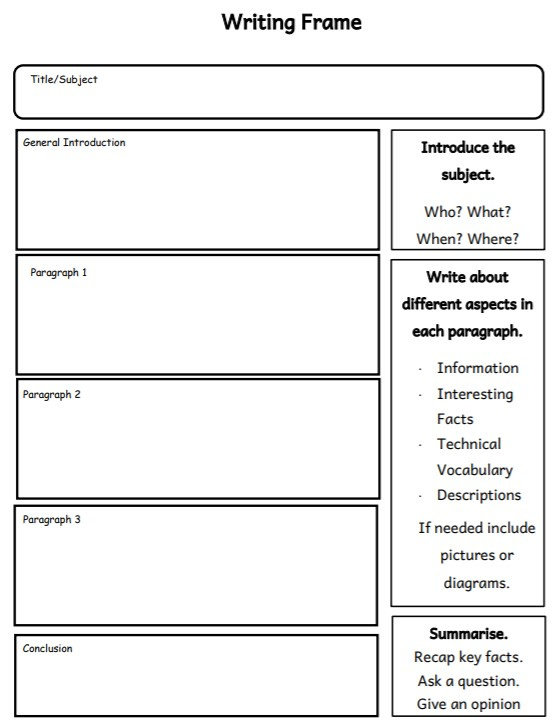 Writing Frame
Title/Subject
General Introduction
Introduce the
subject.
Who? What?
When? Where?
Paragraph 1
Paragraph 2
Paragraph 3
Write about
different aspects in
each paragraph.
· Information
· Interesting
Facts
· Technical
Vocabulary
· Descriptions
If needed include
pictures or
diagrams.
Conclusion
Summarise.
Recap key facts.
Ask a question.
Give an opinion